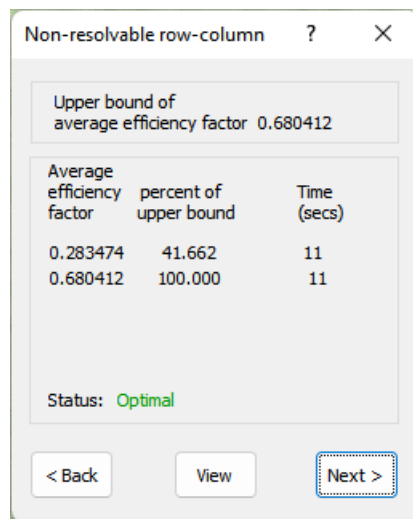 Non-resolvable row-column ? ×
Upper bound of
average efficiency factor 0.680412
Average
efficiency percent of Time
factor upper bound (secs)
0.283474 41.662 11
0.680412 100.000 11
Status: Optimal
< Back View Next >